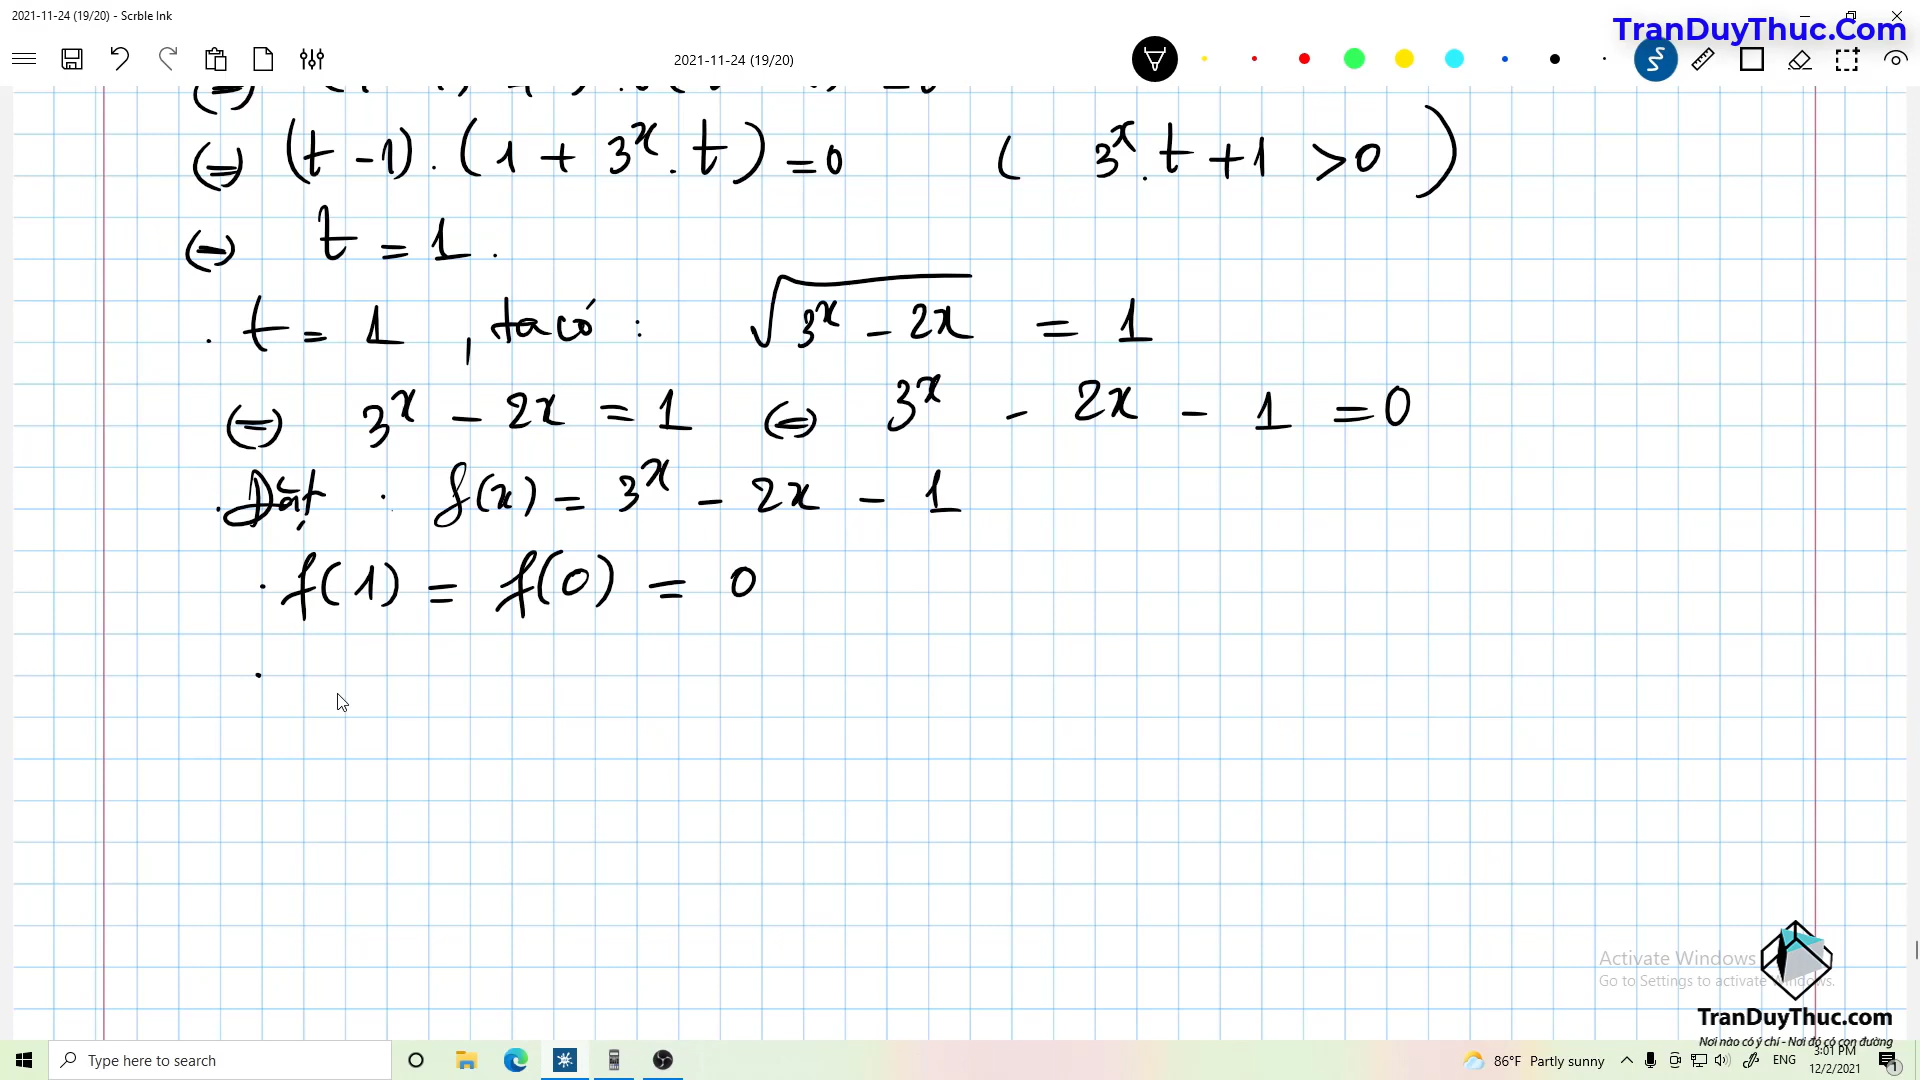 2021-11-24 (19/20) - Scrble Ink
TranDuyThuc.Com
2021-11-24 (19/20)
(=) (t - 1) . (1 + 3^x . t) = 0 ( 3^x . t + 1 > 0 )
(=) t = 1 .
. t = 1 , ta có : √(3^x - 2x) = 1
(=) 3^x - 2x = 1 (=) 3^x - 2x - 1 = 0
. Đặt : f(x) = 3^x - 2x - 1
. f(1) = f(0) = 0
.
Activate Windows
Go to Settings to activate Windows.
TranDuyThuc.com
Nơi nào có ý chí - Nơi đó có con đường
Type here to search
86°F Partly sunny
ENG
3:01 PM
12/2/2021
1